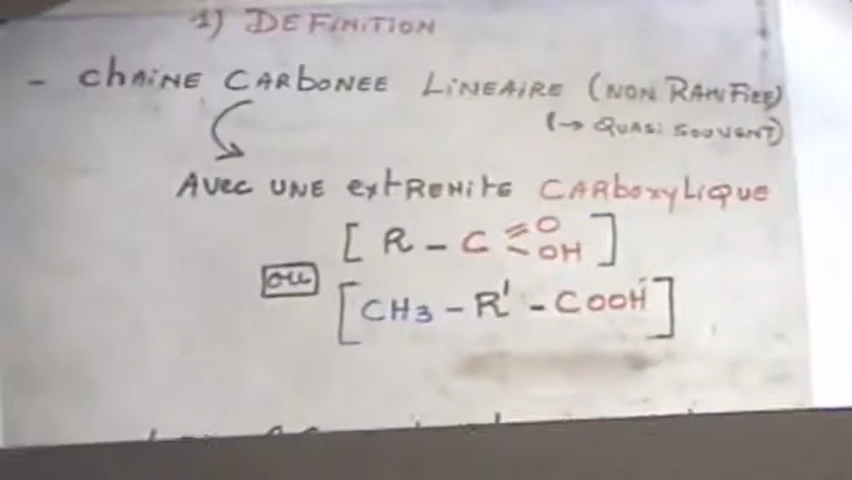 1) DEFINITION
- chaine CARbONEE LINEAIRE (NON RAMIFIEE)
(→ QUASI SOUVENT)
AVEC UNE extREMITE CARboxyLique
[R - C = O - OH]
ou
[CH3 - R' - COOH]